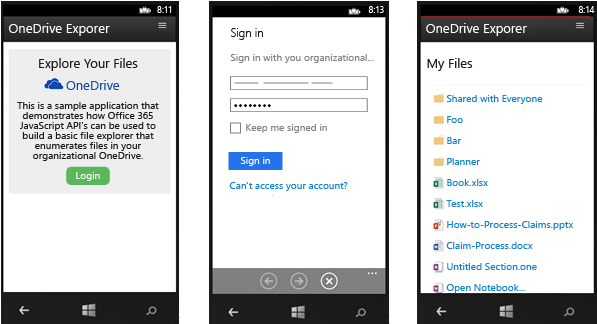 8:11
OneDrive Exporer
Explore Your Files
OneDrive
This is a sample application that
demonstrates how Office 365
JavaScript API's can be used to
build a basic file explorer that
enumerates files in your
organizational OneDrive.
Login
8:13
Sign in
Sign in with you organizational...
Keep me signed in
Sign in
Can't access your account?
8:14
OneDrive Exporer
My Files
Shared with Everyone
Foo
Bar
Planner
Book.xlsx
Test.xlsx
How-to-Process-Claims.pptx
Claim-Process.docx
Untitled Section.one
Open Notebook...